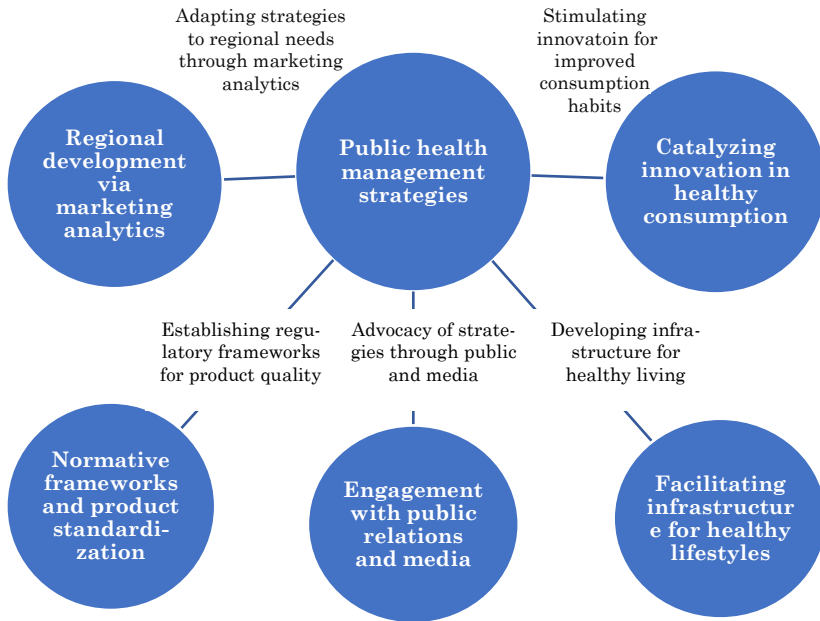 Adapting strategies
to regional needs
through marketing
analytics
Stimulating
innovatoin for
improved
consumption
habits
Regional
development
via
marketing
analytics
Public health
management
strategies
Catalyzing
innovation in
healthy
consumption
Establishing regu-
latory frameworks
for product quality
Advocacy of strate-
gies through public
and media
Developing infra-
structure for
healthy living
Normative
frameworks
and product
standardi-
zation
Engagement
with public
relations
and media
Facilitating
infrastructur
e for healthy
lifestyles